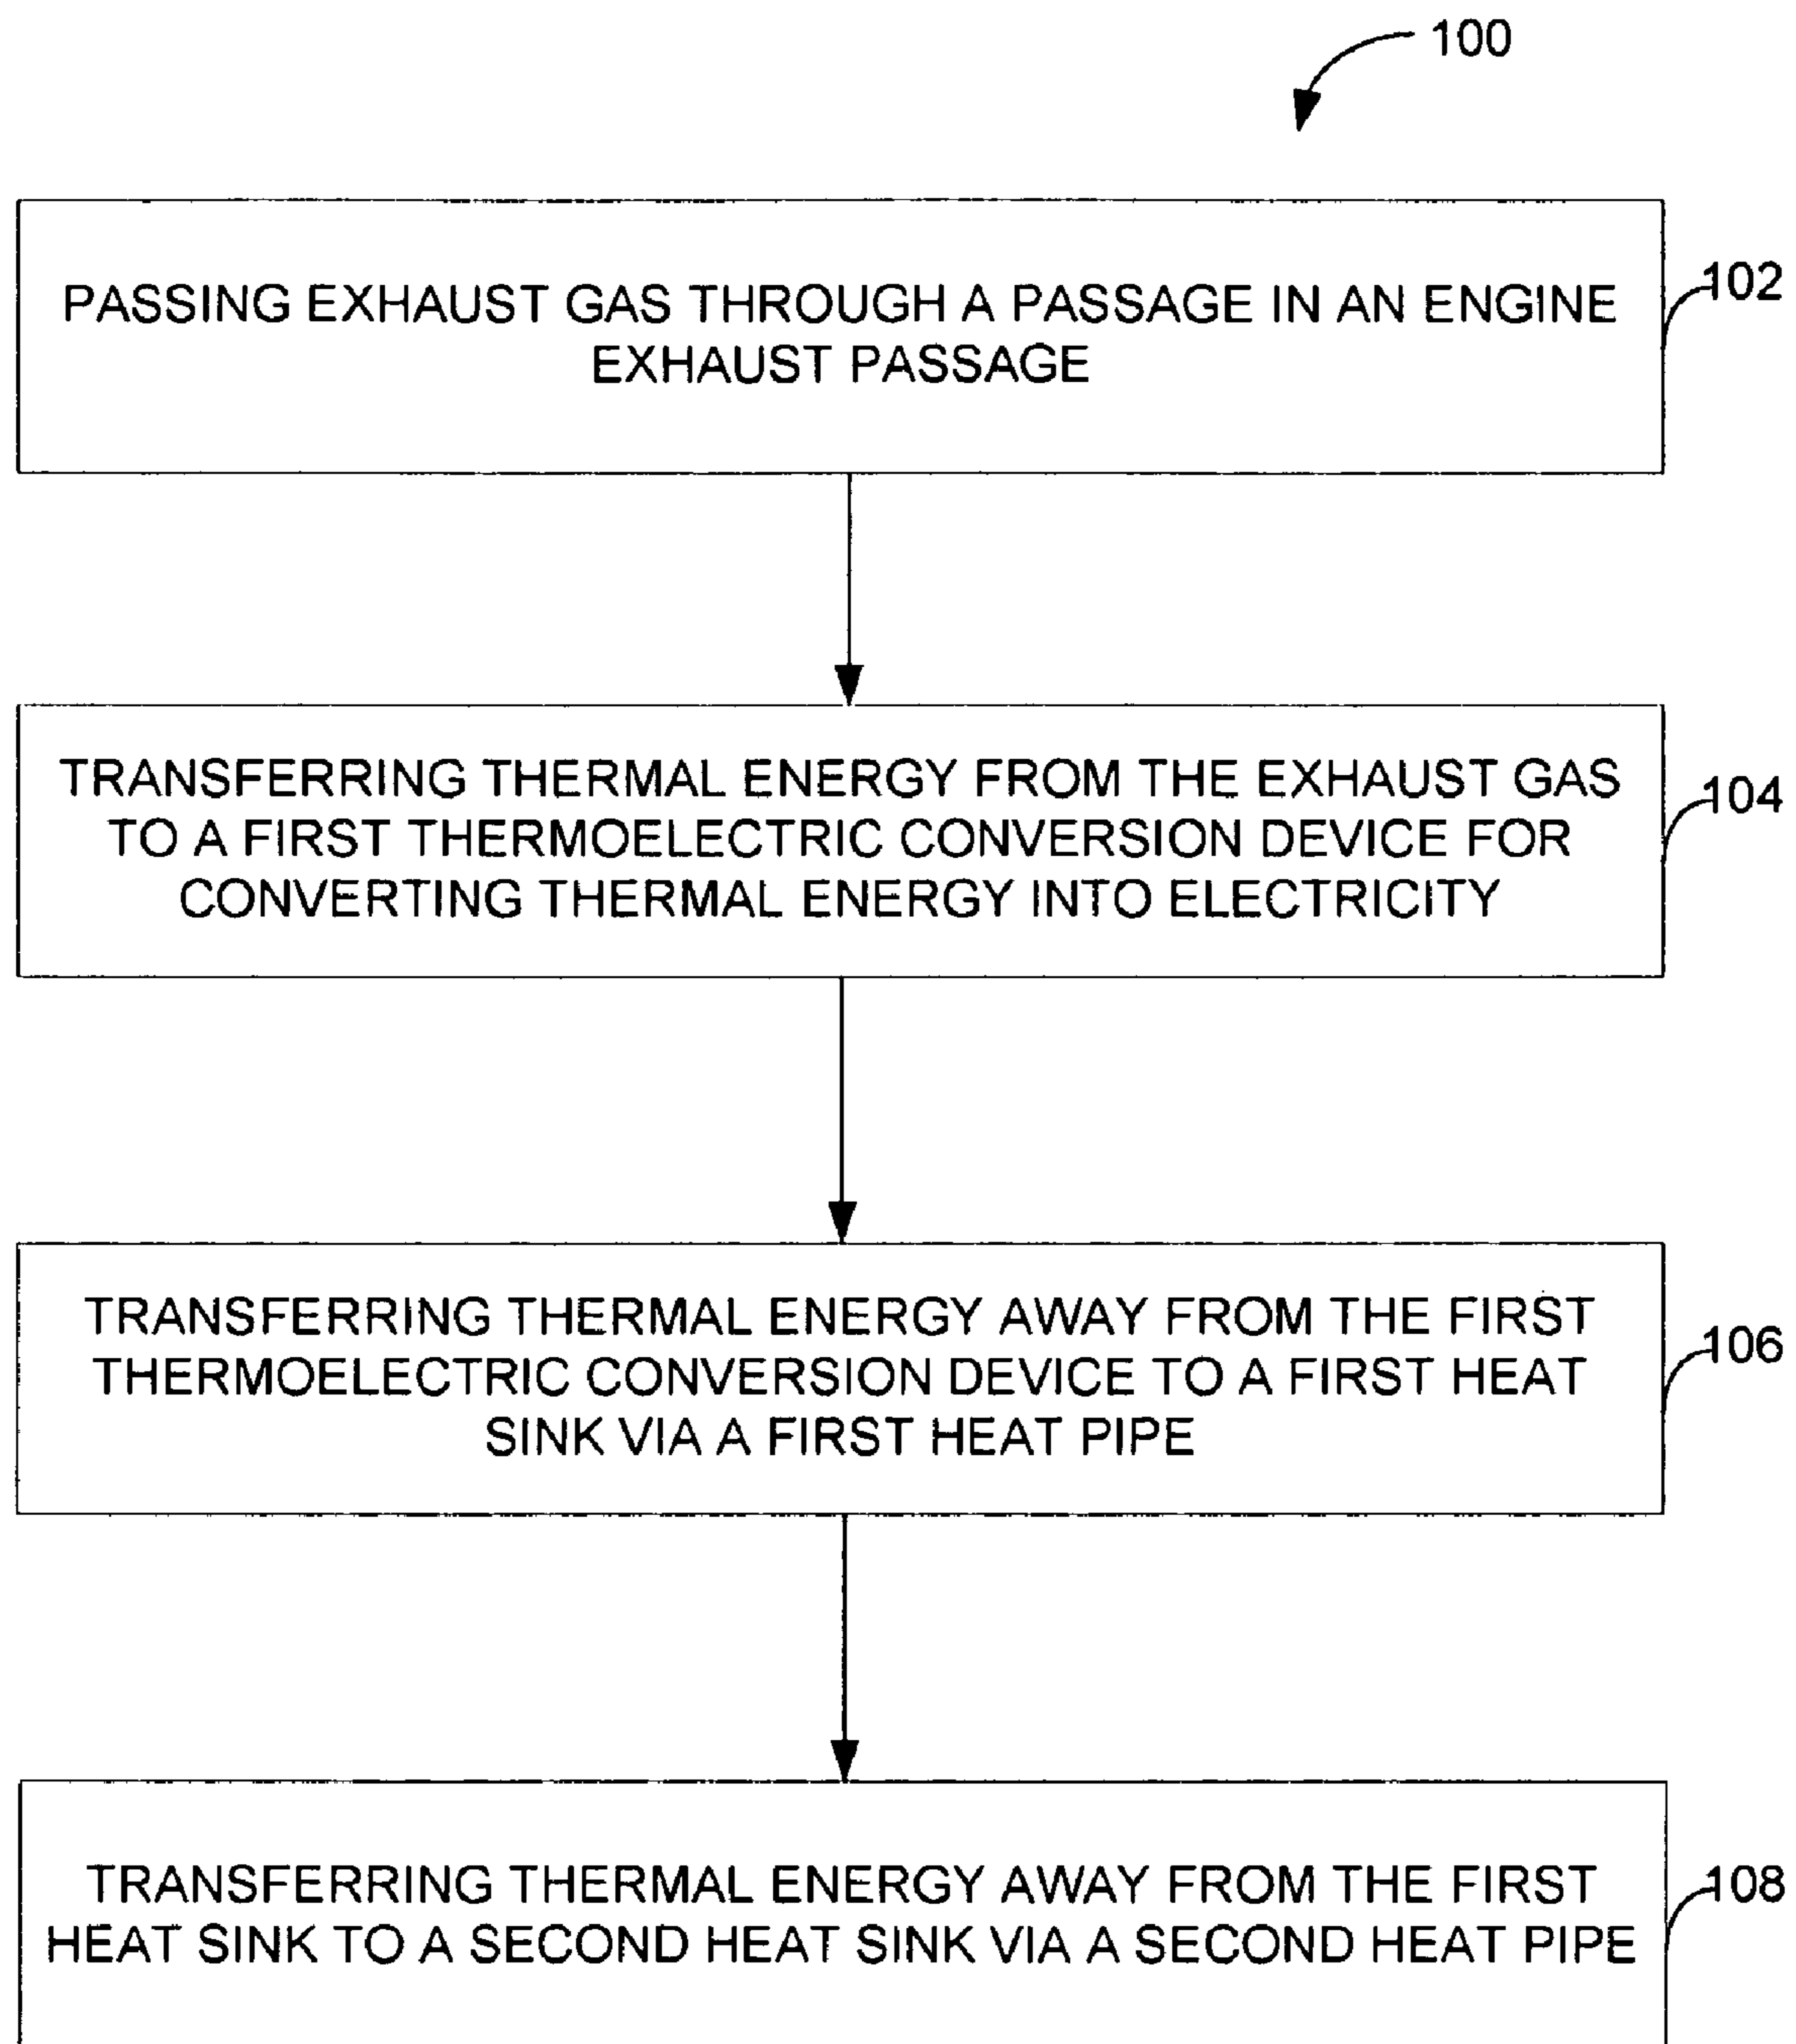 100
PASSING EXHAUST GAS THROUGH A PASSAGE IN AN ENGINE
EXHAUST PASSAGE
102
TRANSFERRING THERMAL ENERGY FROM THE EXHAUST GAS
TO A FIRST THERMOELECTRIC CONVERSION DEVICE FOR
CONVERTING THERMAL ENERGY INTO ELECTRICITY
104
TRANSFERRING THERMAL ENERGY AWAY FROM THE FIRST
THERMOELECTRIC CONVERSION DEVICE TO A FIRST HEAT
SINK VIA A FIRST HEAT PIPE
106
TRANSFERRING THERMAL ENERGY AWAY FROM THE FIRST
HEAT SINK TO A SECOND HEAT SINK VIA A SECOND HEAT PIPE
108